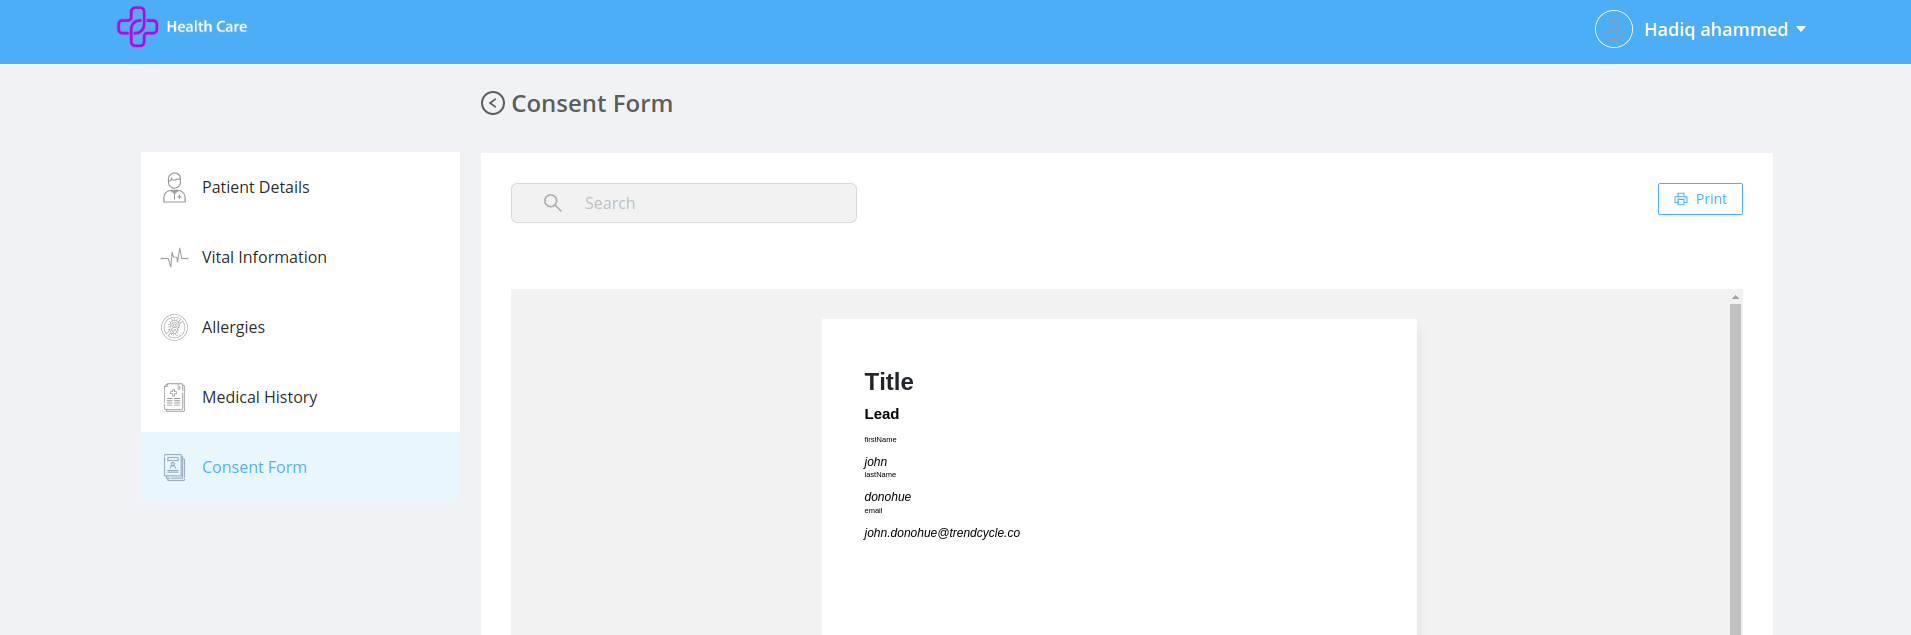 Health Care
Hadiq ahammed
Consent Form
Patient Details
Vital Information
Allergies
Medical History
Consent Form
Search
Print
Title
Lead
firstName
john
lastName
donohue
email
john.donohue@trendcycle.co